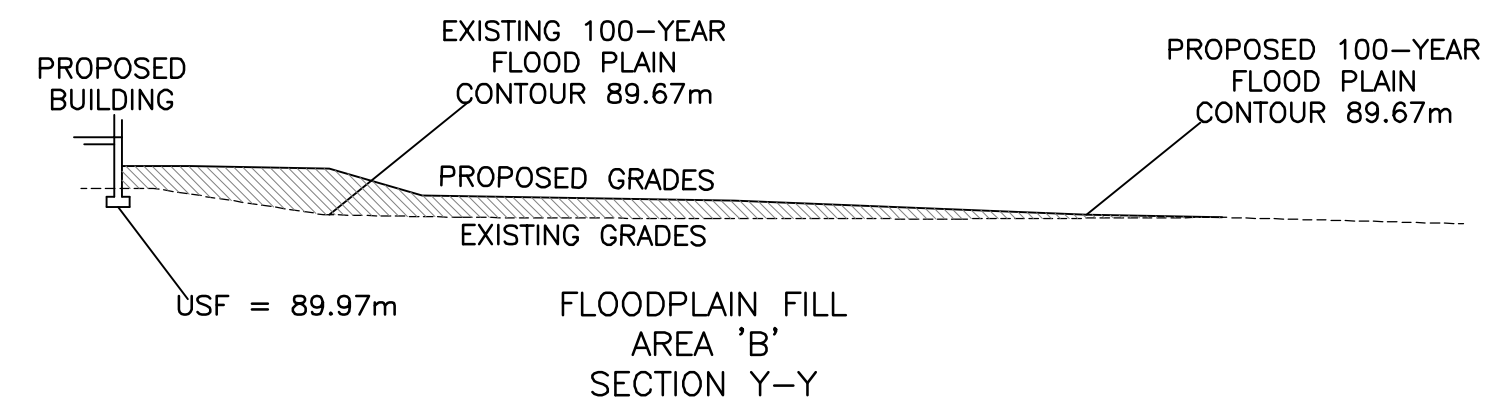 EXISTING 100-YEAR
FLOOD PLAIN
CONTOUR 89.67m
PROPOSED 100-YEAR
FLOOD PLAIN
CONTOUR 89.67m
PROPOSED
BUILDING
PROPOSED GRADES
EXISTING GRADES
USF = 89.97m
FLOODPLAIN FILL
AREA 'B'
SECTION Y-Y